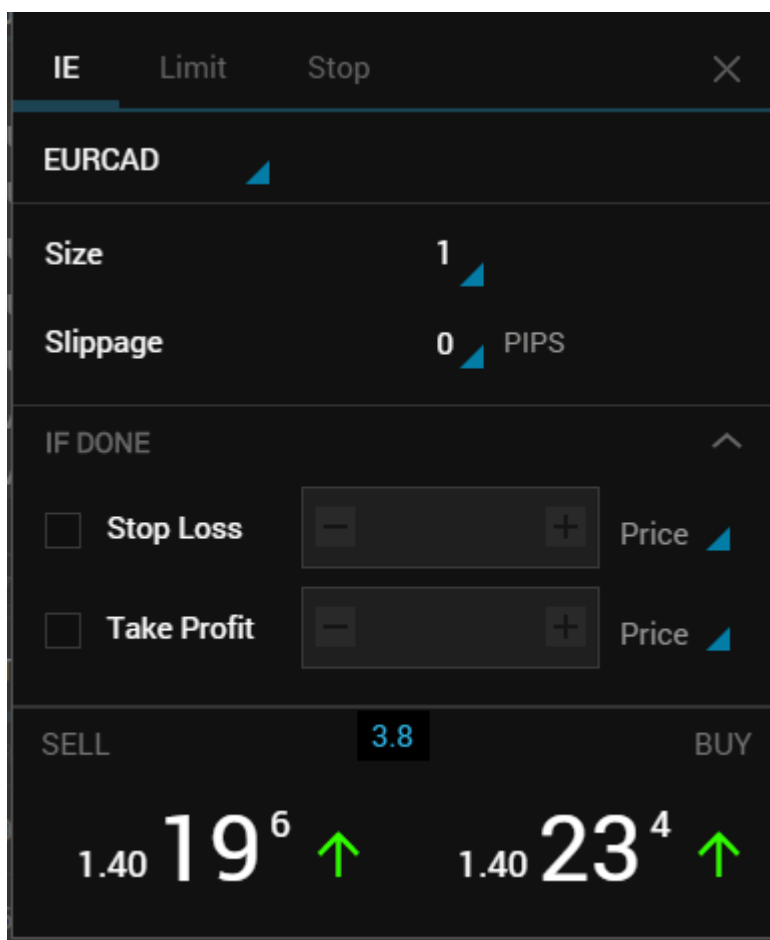 IE Limit Stop
EURCAD
Size 1
Slippage 0 PIPS
IF DONE
Stop Loss − + Price
Take Profit − + Price
SELL 3.8 BUY
1.40 19 6 1.40 23 4